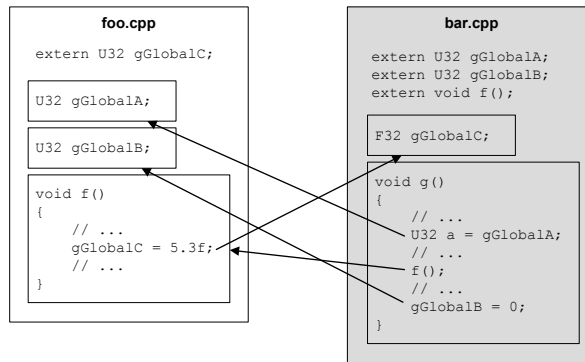 foo.cpp
extern U32 gGlobalC;
U32 gGlobalA;
U32 gGlobalB;
void f()
{
// ...
gGlobalC = 5.3f;
// ...
}
bar.cpp
extern U32 gGlobalA;
extern U32 gGlobalB;
extern void f();
F32 gGlobalC;
void g()
{
// ...
U32 a = gGlobalA;
// ...
f();
// ...
gGlobalB = 0;
}